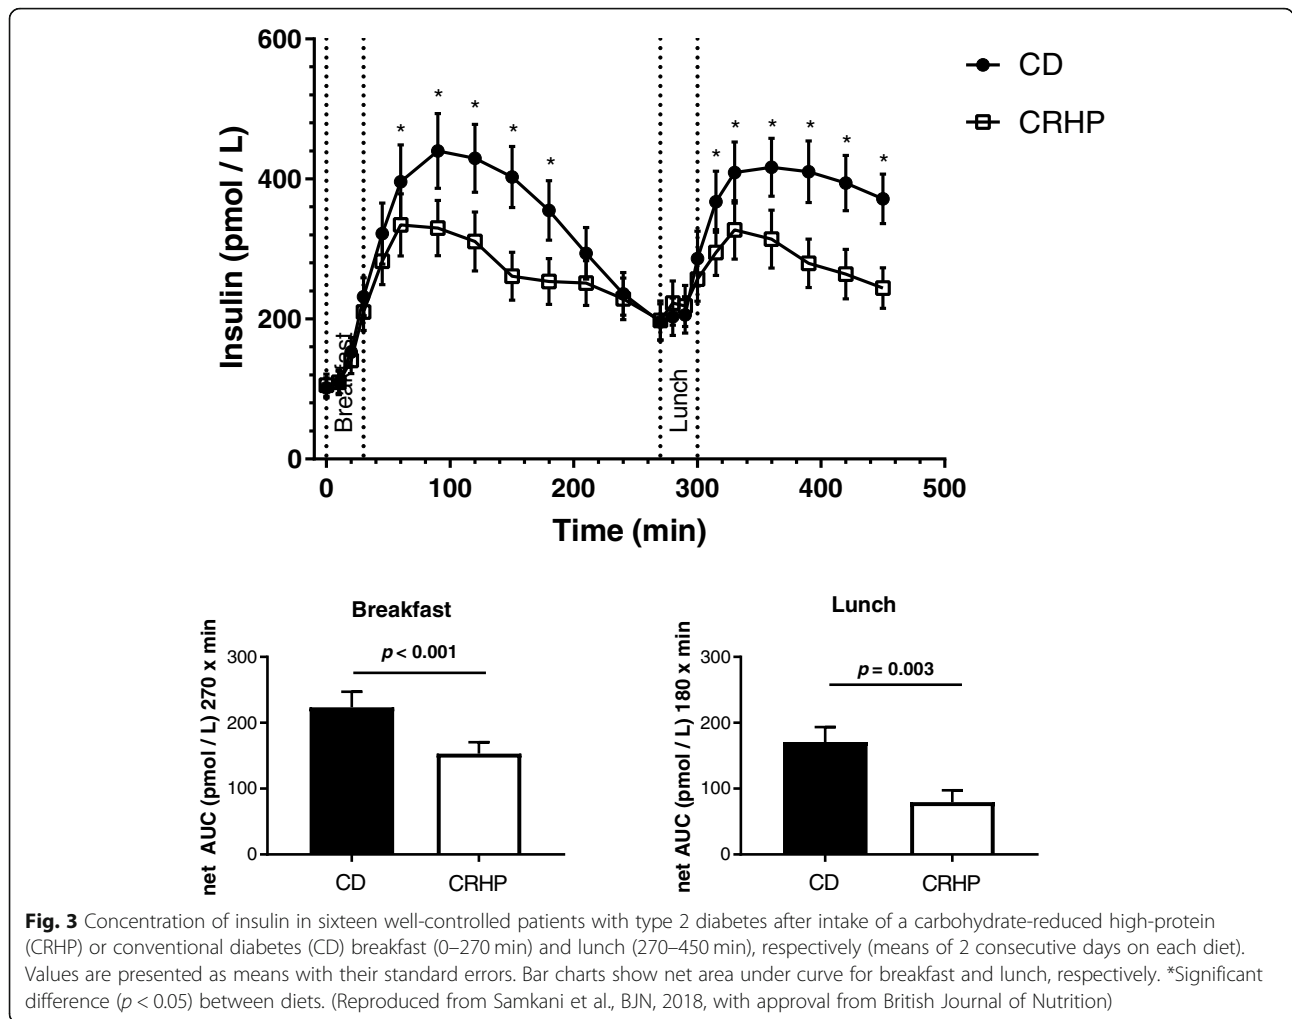 600
400
200
0
Insulin (pmol / L)
CD
CRHP
* * * * *
* * * * * *
Breakfast
Lunch
0 100 200 300 400 500
Time (min)
Breakfast
net AUC (pmol / L) 270 x min
300
200
100
0
p < 0.001
CD CRHP
Lunch
net AUC (pmol / L) 180 x min
300
200
100
0
p = 0.003
CD CRHP
Fig. 3 Concentration of insulin in sixteen well-controlled patients with type 2 diabetes after intake of a carbohydrate-reduced high-protein
(CRHP) or conventional diabetes (CD) breakfast (0–270 min) and lunch (270–450 min), respectively (means of 2 consecutive days on each diet).
Values are presented as means with their standard errors. Bar charts show net area under curve for breakfast and lunch, respectively. *Significant
difference (p < 0.05) between diets. (Reproduced from Samkani et al., BJN, 2018, with approval from British Journal of Nutrition)